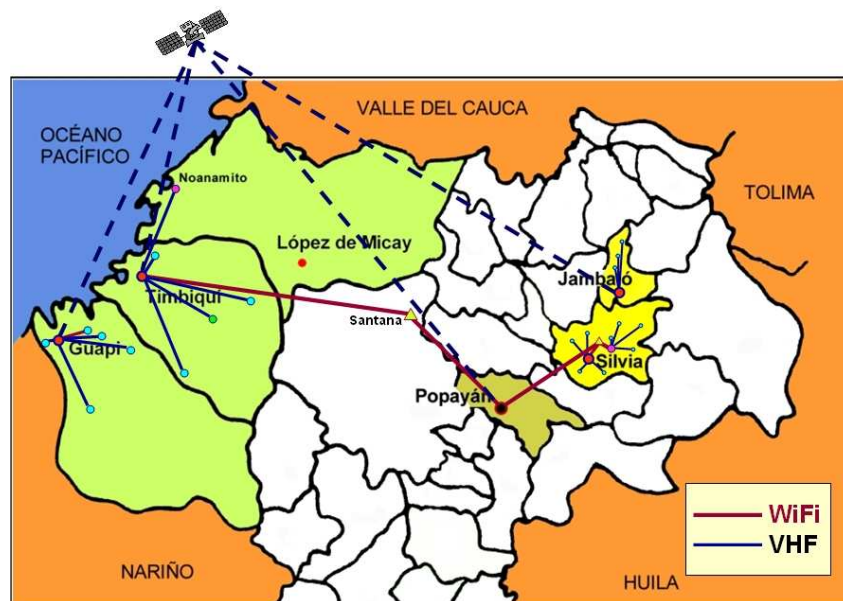 VALLE DEL CAUCA
OCÉANO
PACÍFICO
Noanamito
TOLIMA
López de Micay
Jambaló
Timbiquí
Santana
Guapi
Silvia
Popayán
WiFi
VHF
NARIÑO
HUILA